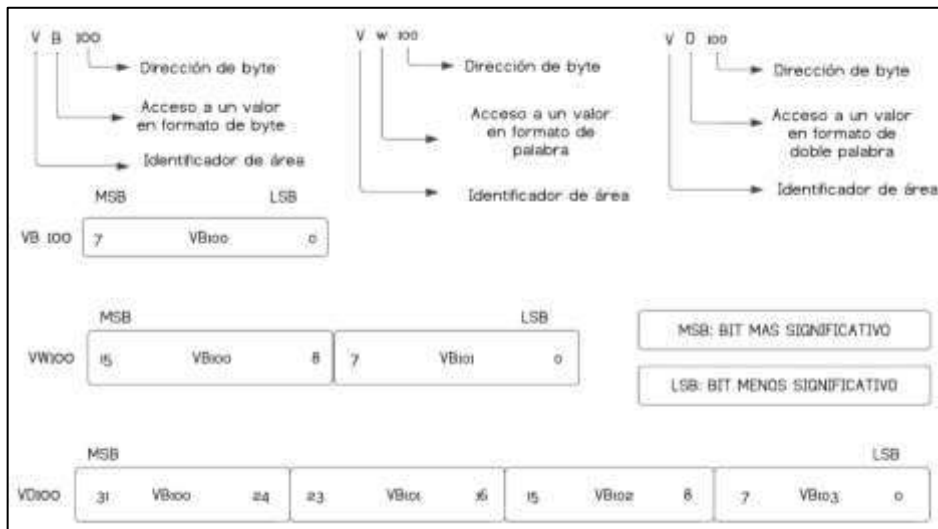 V B 100
Dirección de byte
Acceso a un valor
en formato de byte
Identificador de área
V W 100
Dirección de byte
Acceso a un valor
en formato de
palabra
Identificador de área
V D 100
Dirección de byte
Acceso a un valor
en formato de
doble palabra
Identificador de área
MSB LSB
VB 100 7 VB100 0
MSB LSB
VW100 15 VB100 8 7 VB101 0
MSB: BIT MAS SIGNIFICATIVO
LSB: BIT MENOS SIGNIFICATIVO
MSB LSB
VD100 31 VB100 24 23 VB101 16 15 VB102 8 7 VB103 0